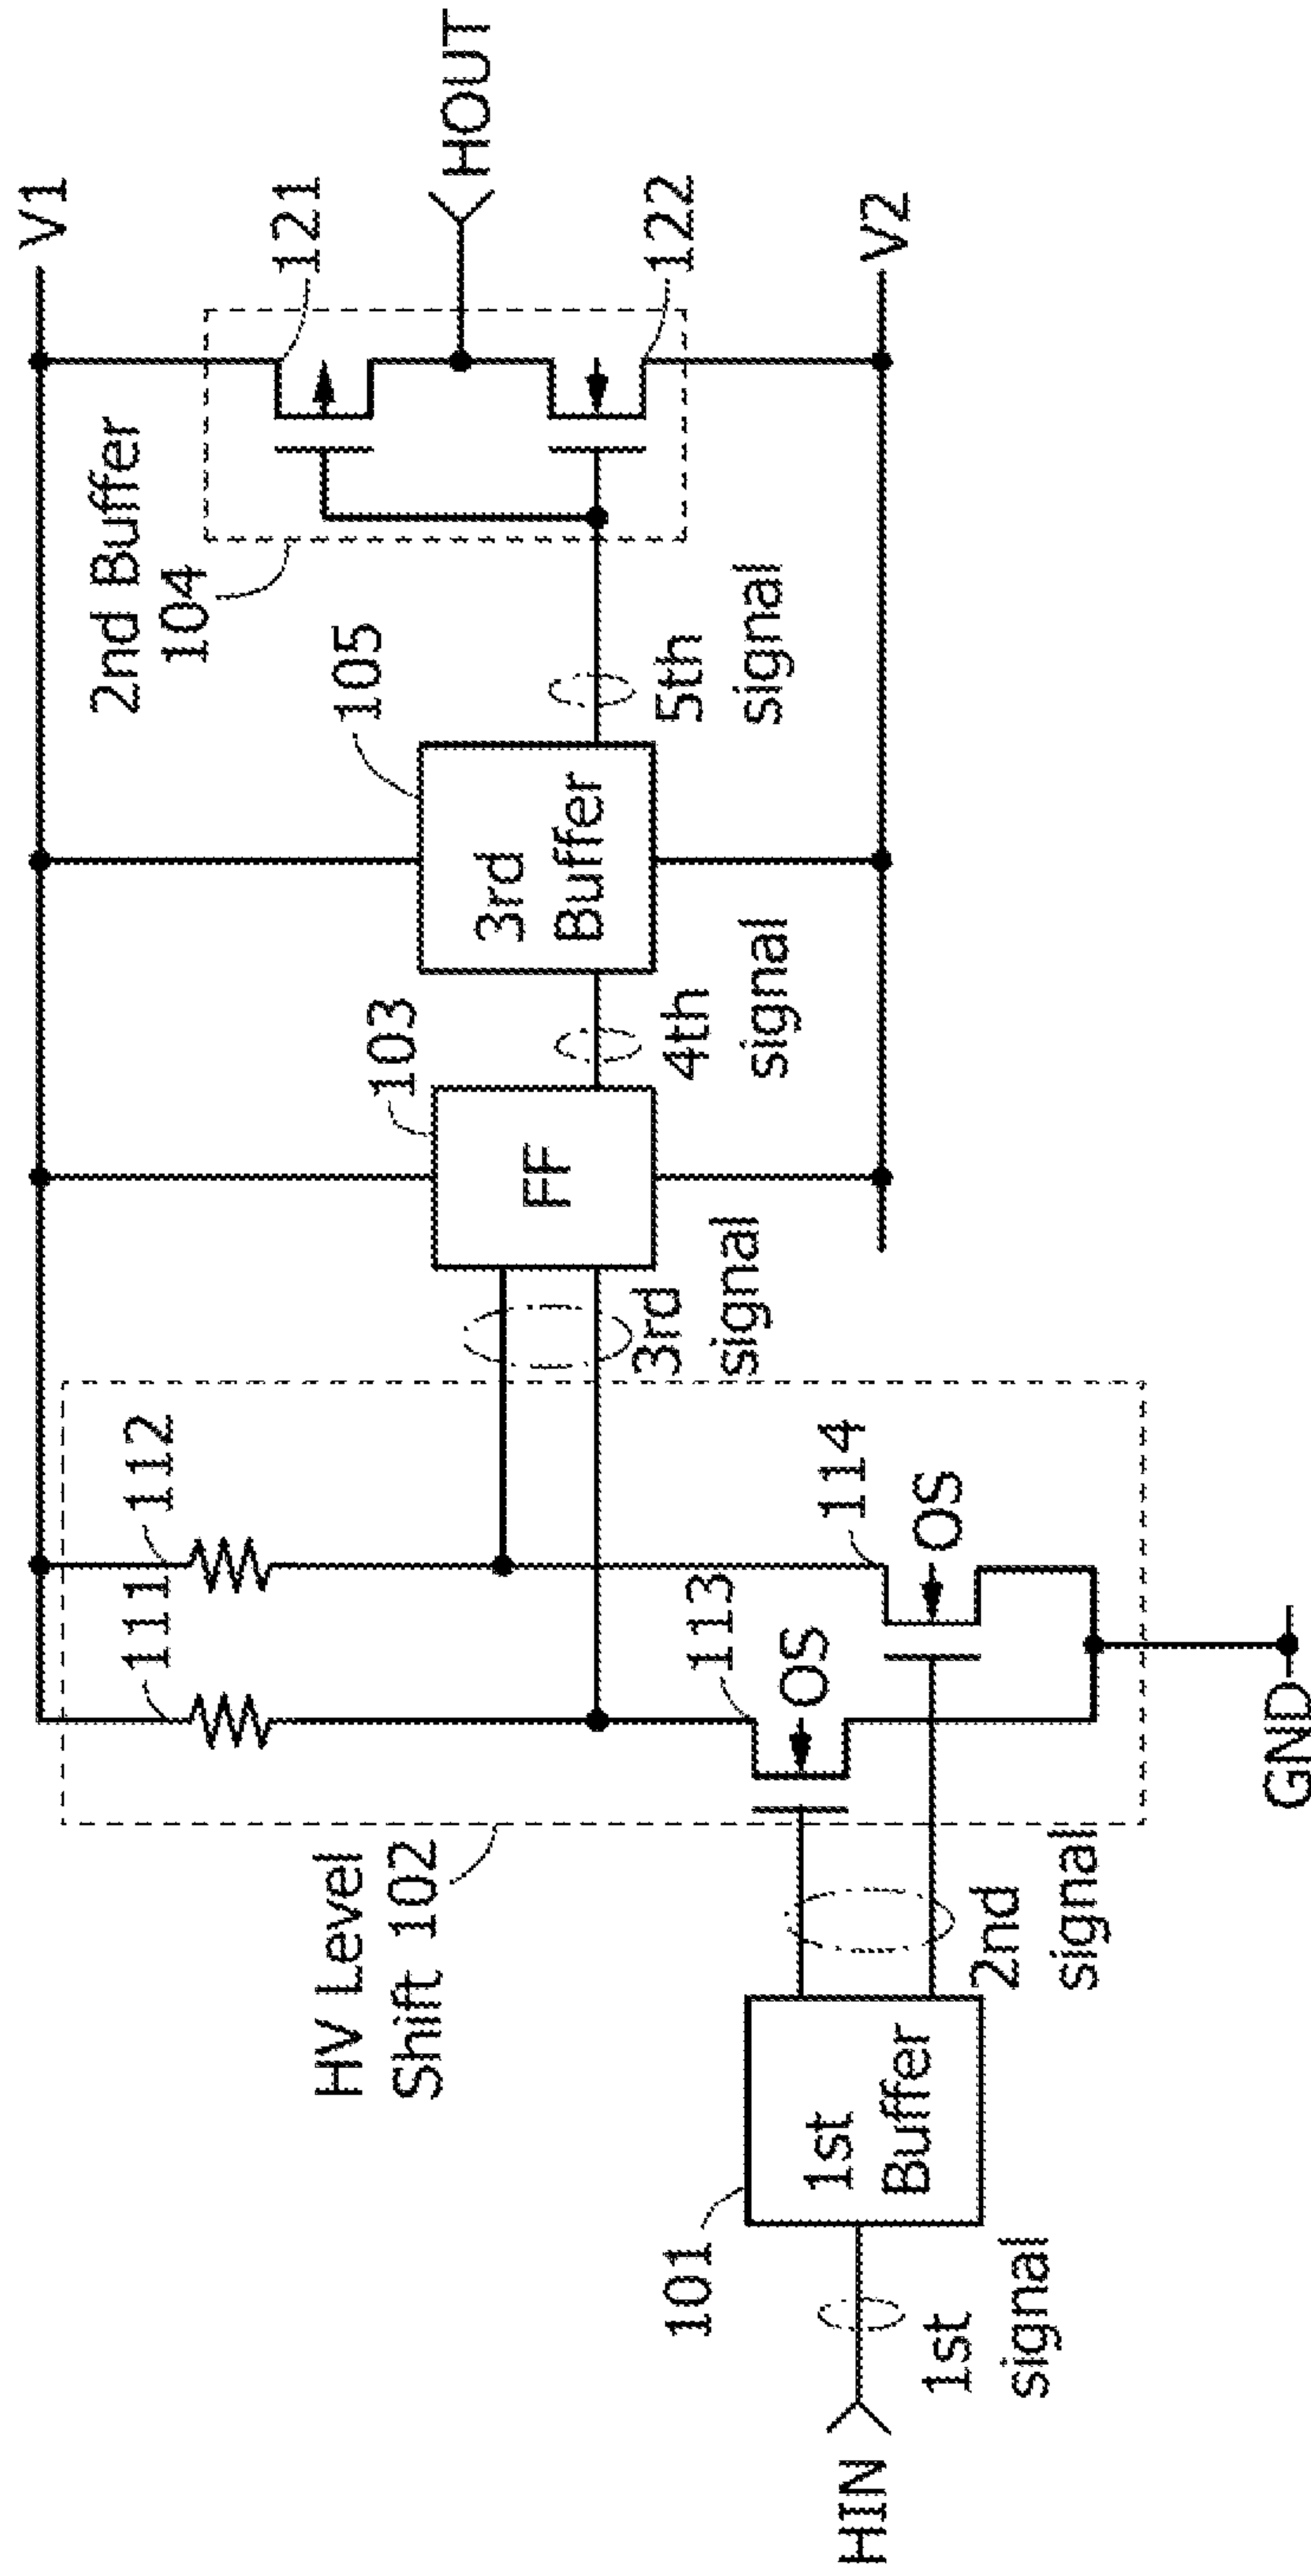 V1
2nd Buffer
104
121
HOUT
122
V2
105
3rd
Buffer
5th
signal
103
FF
4th
signal
3rd
signal
HV Level
Shift 102
111
112
113
OS
114
OS
GND
101
1st
Buffer
2nd
signal
HIN
1st
signal